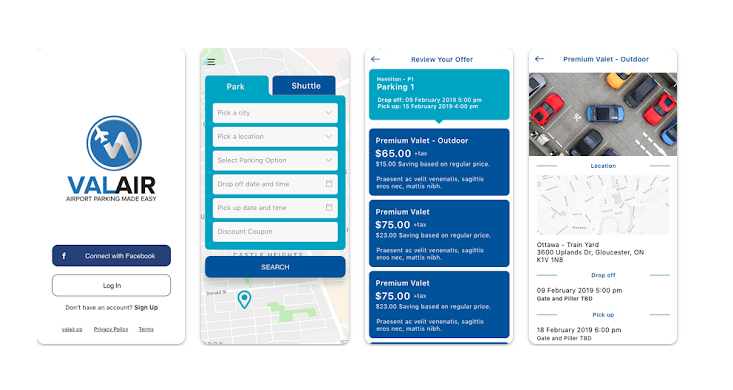 VALAIR
AIRPORT PARKING MADE EASY
f Connect with Facebook
Log In
Don't have an account? Sign Up
valair.co Privacy Policy Terms
Park Shuttle
Pick a city
Pick a location
Select Parking Option
Drop off date and time
Pick up date and time
Discount Coupon
CASTLE HEIGHTS
SEARCH
Donald St
Review Your Offer
Hamilton - P1
Parking 1
Drop off: 09 February 2019 5:00 pm
Pick up: 15 February 2019 4:00 pm
Premium Valet - Outdoor
$65.00 +tax
$15.00 Saving based on regular price.
Praesent ac velit venenatis, sagittis
eros nec, mattis nibh.
Premium Valet
$75.00 +tax
$23.00 Saving based on regular price.
Praesent ac velit venenatis, sagittis
eros nec, mattis nibh.
Premium Valet
$75.00 +tax
$23.00 Saving based on regular price.
Praesent ac velit venenatis, sagittis
eros nec, mattis nibh.
Premium Valet - Outdoor
Location
Ottawa - Train Yard
3600 Uplands Dr, Gloucester, ON
K1V 1N8
Drop off
09 February 2019 5:00 pm
Gate and Piller TBD
Pick up
18 February 2019 6:00 pm
Gate and Piller TBD